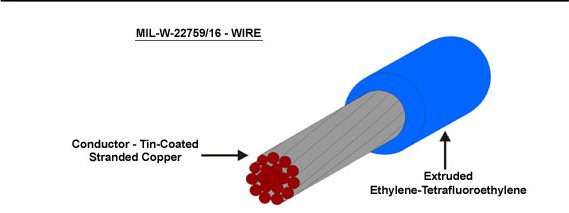 MIL-W-22759/16 - WIRE
Conductor - Tin-Coated
Stranded Copper
Extruded
Ethylene-Tetrafluoroethylene